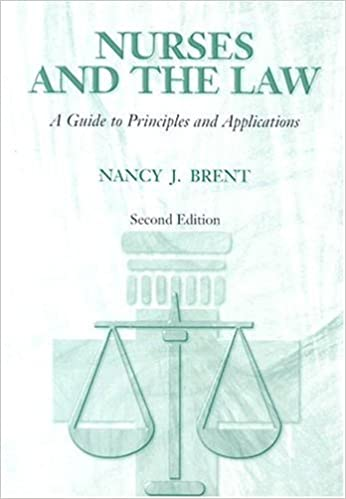 NURSES
AND THE LAW
A Guide to Principles and Applications
NANCY J. BRENT
Second Edition